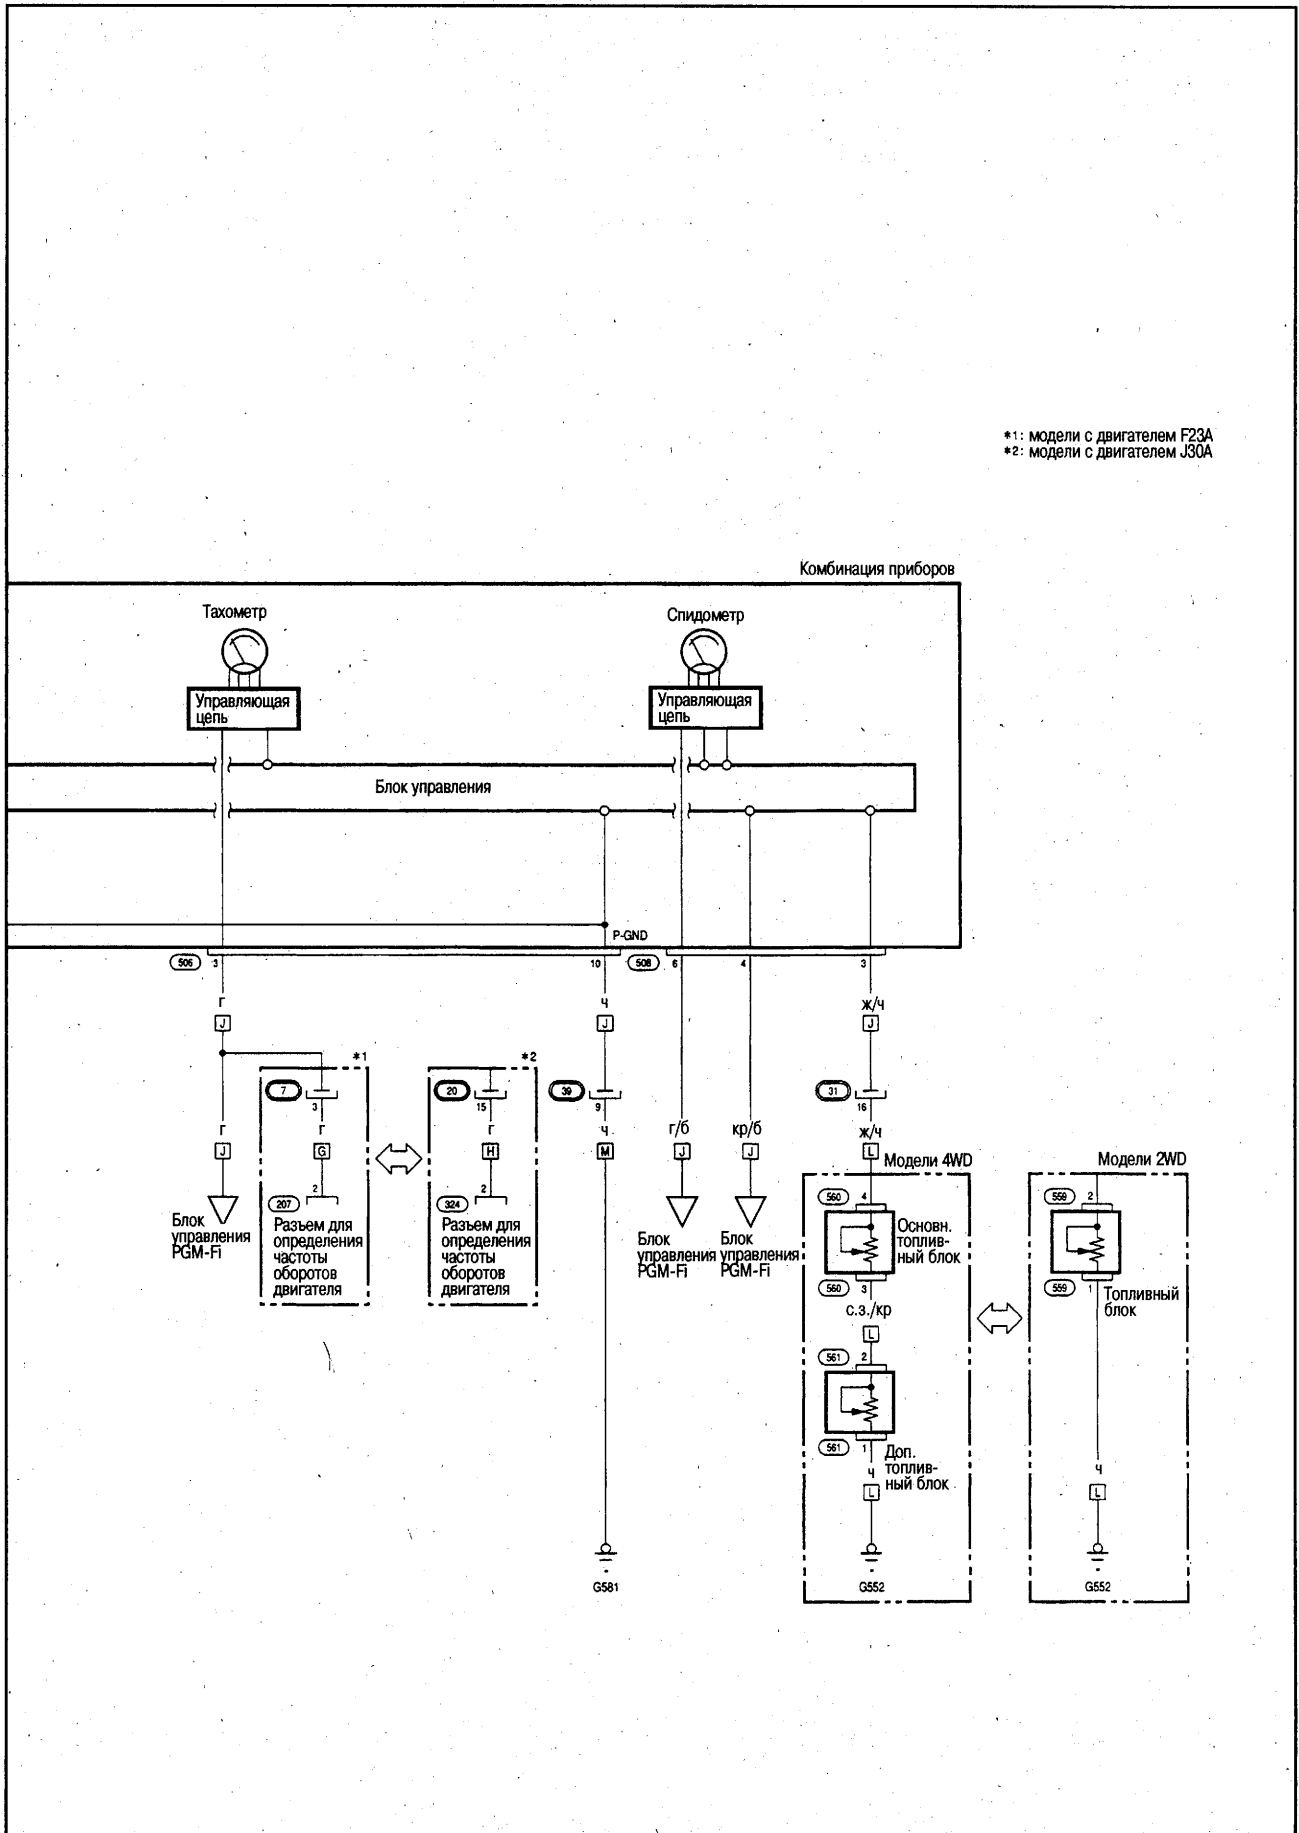 *1: модели с двигателем F23A
*2: модели с двигателем J30A
Комбинация приборов
Тахометр
Спидометр
Управляющая
цепь
Управляющая
цепь
Блок управления
P-GND
506 3
10 508 6 4 3
Г
Ч
Ж/Ч
J
J
J
*1
*2
7
3
20
15
39
9
31
16
Г
Г
Г
Ч
г/б
кр/б
Ж/Ч
J
G
H
M
J
J
L
Модели 4WD
Модели 2WD
207 2
324 2
560 4
559 2
Блок
управления
PGM-Fi
Разъем для
определения
частоты
оборотов
двигателя
Разъем для
определения
частоты
оборотов
двигателя
Блок
управления
PGM-Fi
Блок
управления
PGM-Fi
Основн.
топлив-
ный блок
560 3
559 1
Топливный
блок
с.з./кр
L
561 2
561 1
Доп.
топлив-
ный блок
Ч
L
Ч
L
G581
G552
G552